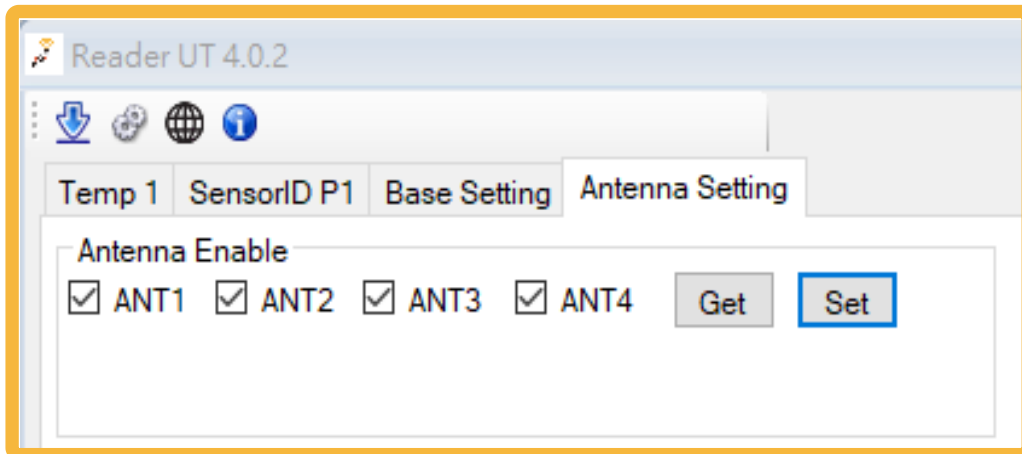 Reader UT 4.0.2
Temp 1 SensorID P1 Base Setting Antenna Setting
Antenna Enable
ANT1 ANT2 ANT3 ANT4 Get Set